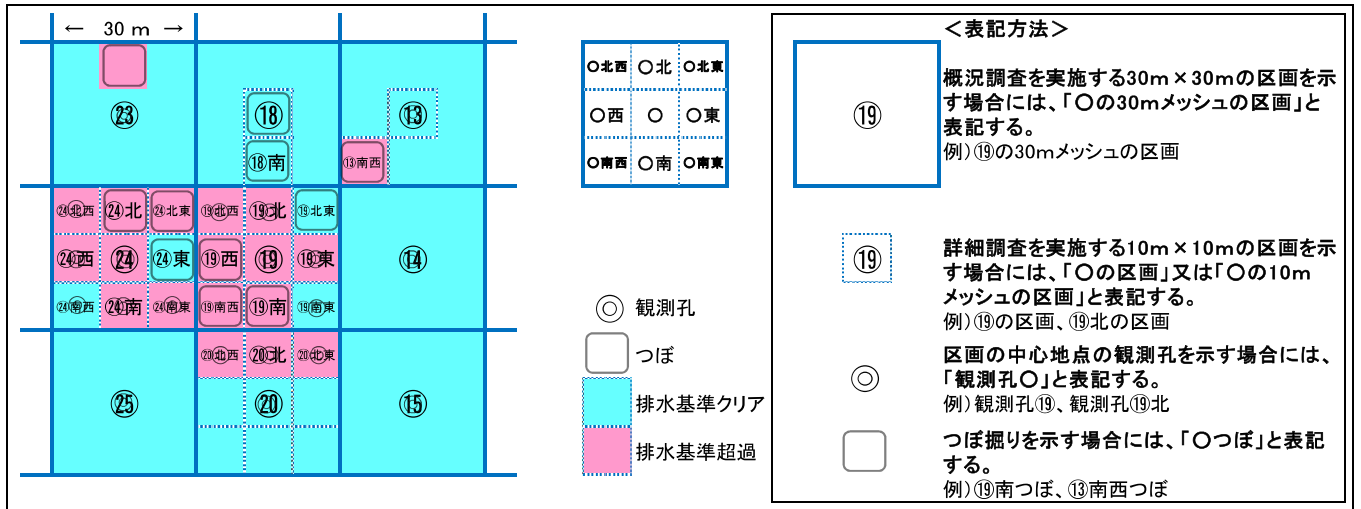 ← 30 m →
㉓
⑱
⑬
⑱南
⑬南西
㉔北西
㉔北
㉔北東
⑲北西
⑲北
⑲北東
㉔西
㉔
㉔東
⑲西
⑲
⑭
㉔南西
㉔南
㉔南東
⑲南西
⑲南
⑲南東
⑳北西
⑳北
⑳北東
㉕
⑳
⑮
○北西
○北
○北東
○西
○
○東
○南西
○南
○南東
観測孔
つぼ
排水基準クリア
排水基準超過
＜表記方法＞
⑲
概況調査を実施する30m×30mの区画を示
す場合には、「○の30mメッシュの区画」と
表記する。
例）⑲の30mメッシュの区画
⑲
詳細調査を実施する10m×10mの区画を示
す場合には、「○の区画」又は「○の10m
メッシュの区画」と表記する。
例）⑲の区画、⑲北の区画
区画の中心地点の観測孔を示す場合には、
「観測孔○」と表記する。
例）観測孔⑲、観測孔⑲北
つぼ掘りを示す場合には、「○つぼ」と表記
する。
例）⑲南つぼ、⑬南西つぼ